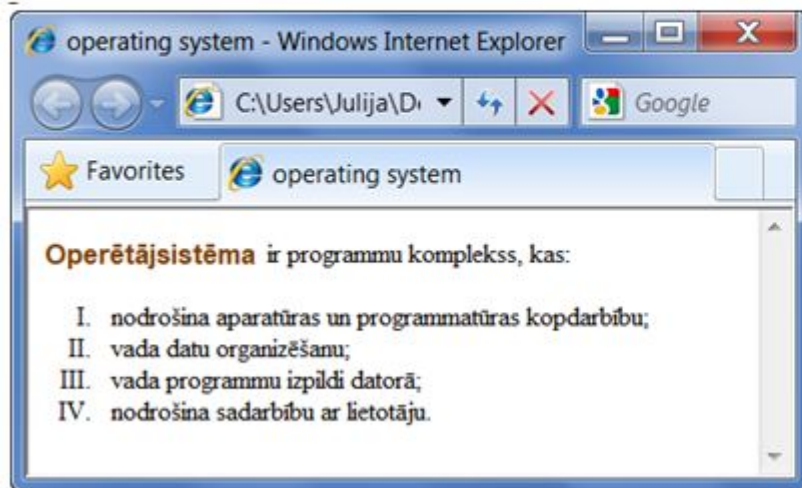 operating system - Windows Internet Explorer
C:\Users\Julija\D Google
Favorites operating system
Operētājsistēma ir programmu komplekss, kas:
I. nodrošina aparatūras un programmatūras kopdarbību;
II. vada datu organizēšanu;
III. vada programmu izpildi datorā;
IV. nodrošina sadarbību ar lietotāju.